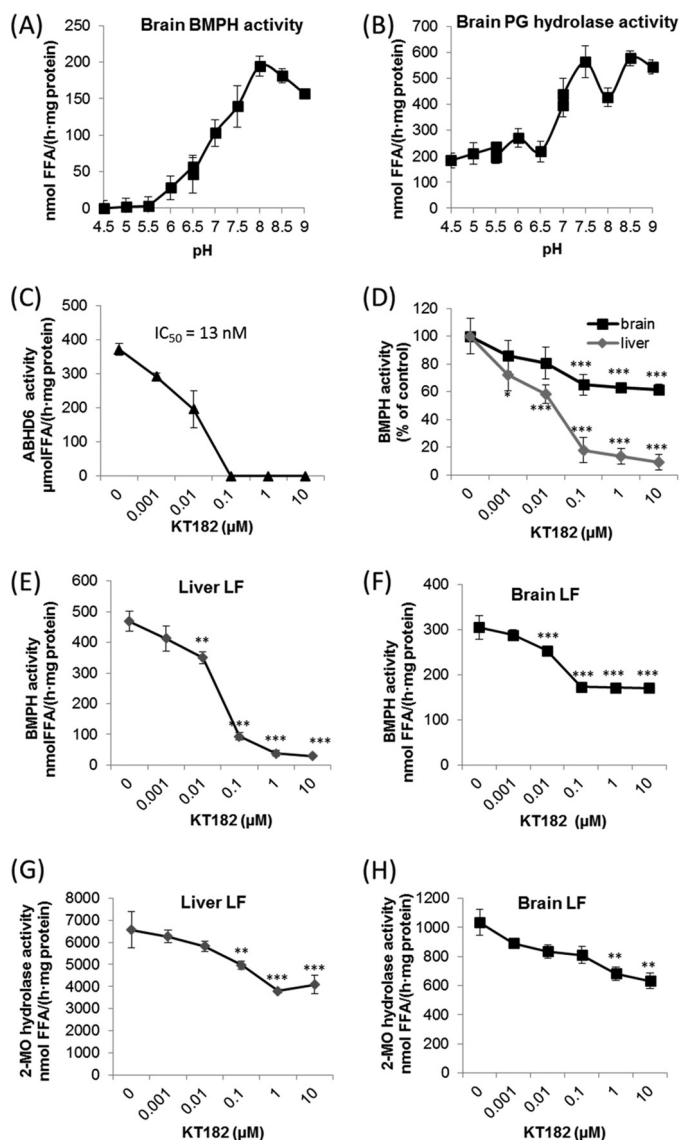 (A)
Brain BMPH activity
nmol FFA/(h·mg protein)
250
200
150
100
50
0
4.5 5 5.5 6 6.5 7 7.5 8 8.5 9
pH
(B)
Brain PG hydrolase activity
nmol FFA/(h·mg protein)
700
600
500
400
300
200
100
0
4.5 5 5.5 6 6.5 7 7.5 8 8.5 9
pH
(C)
IC50 = 13 nM
ABHD6 activity
µmolFFA/(h·mg protein)
500
400
300
200
100
0
0 0.001 0.01 0.1 1 10
KT182 (µM)
(D)
brain
liver
BMPH activity
(% of control)
120
100
80
60
40
20
0
*** *** ***
* *** *** *** ***
0 0.001 0.01 0.1 1 10
KT182 (µM)
(E)
Liver LF
BMPH activity
nmolFFA/(h·mg protein)
600
500
400
300
200
100
0
** *** *** ***
0 0.001 0.01 0.1 1 10
KT182 (µM)
(F)
Brain LF
BMPH activity
nmol FFA/(h·mg protein)
400
300
200
100
0
*** *** *** ***
0 0.001 0.01 0.1 1 10
KT182 (µM)
(G)
Liver LF
2-MO hydrolase activity
nmol FFA/(h·mg protein)
8000
7000
6000
5000
4000
3000
2000
1000
0
** *** ***
0 0.001 0.01 0.1 1 10
KT182 (µM)
(H)
Brain LF
2-MO hydrolase activity
nmol FFA/(h·mg protein)
1200
1000
800
600
400
200
0
** **
0 0.001 0.01 0.1 1 10
KT182 (µM)